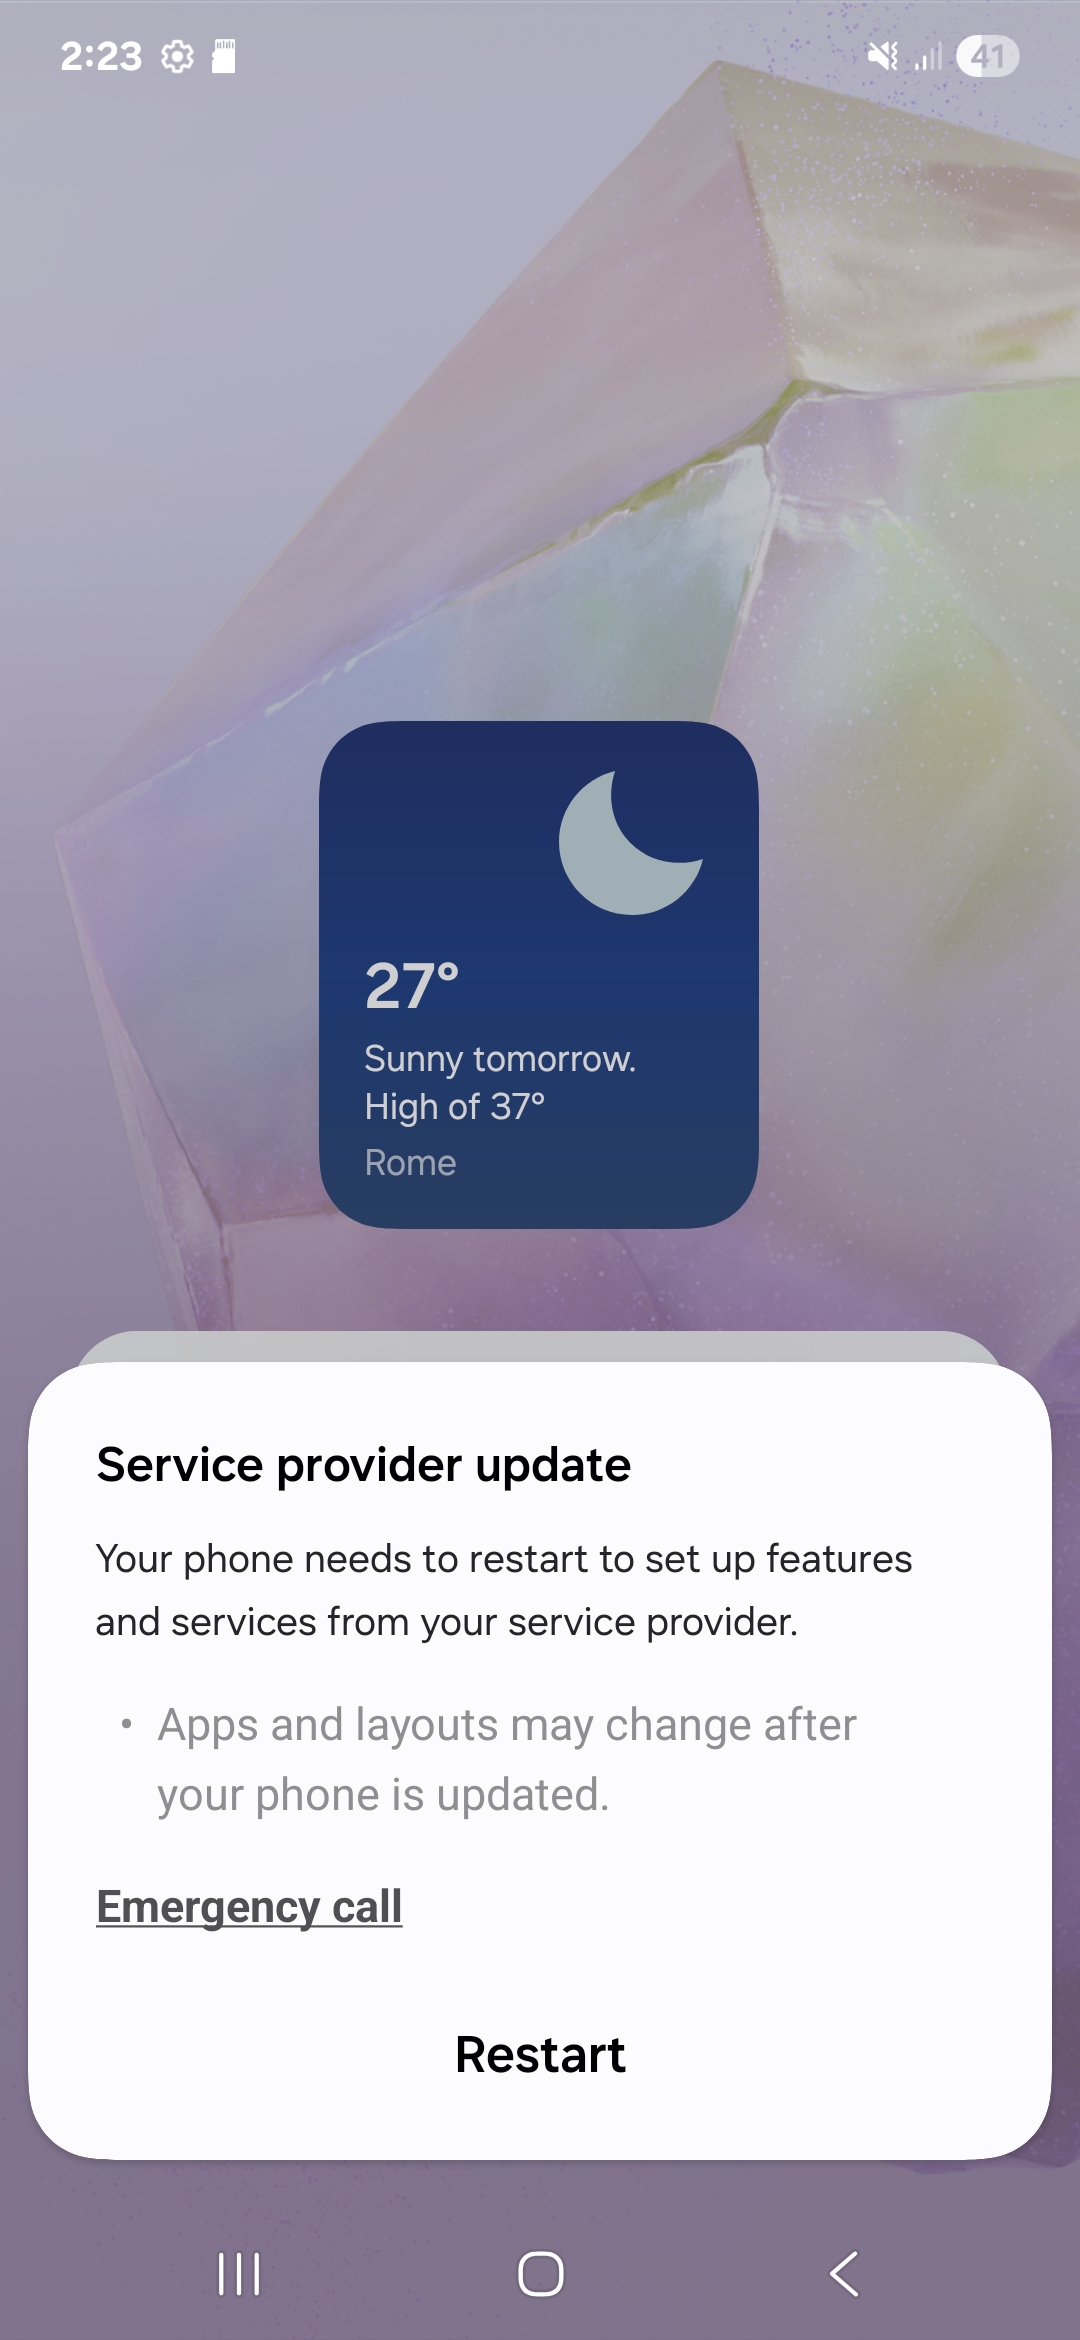 2:23
41
27°
Sunny tomorrow.
High of 37°
Rome
Service provider update
Your phone needs to restart to set up features
and services from your service provider.
• Apps and layouts may change after
your phone is updated.
Emergency call
Restart